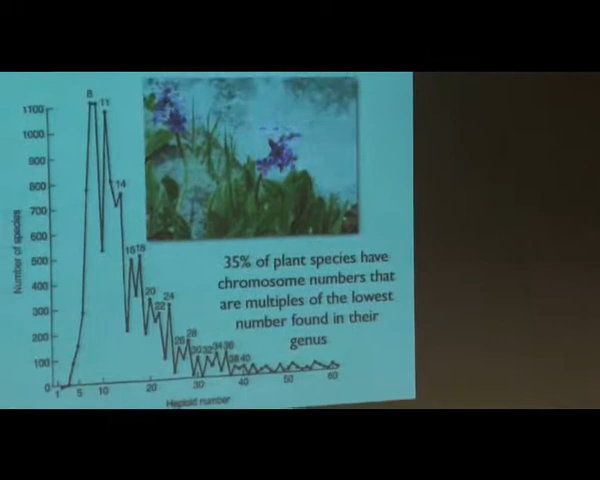 8
11
14
16 18
20
22
24
26
28
30 32 34 36
38 40
1100
1000
900
800
700
600
500
400
300
200
100
0
Number of species
1 5 10 20 30 40 50 60
Haploid number
35% of plant species have
chromosome numbers that
are multiples of the lowest
number found in their
genus